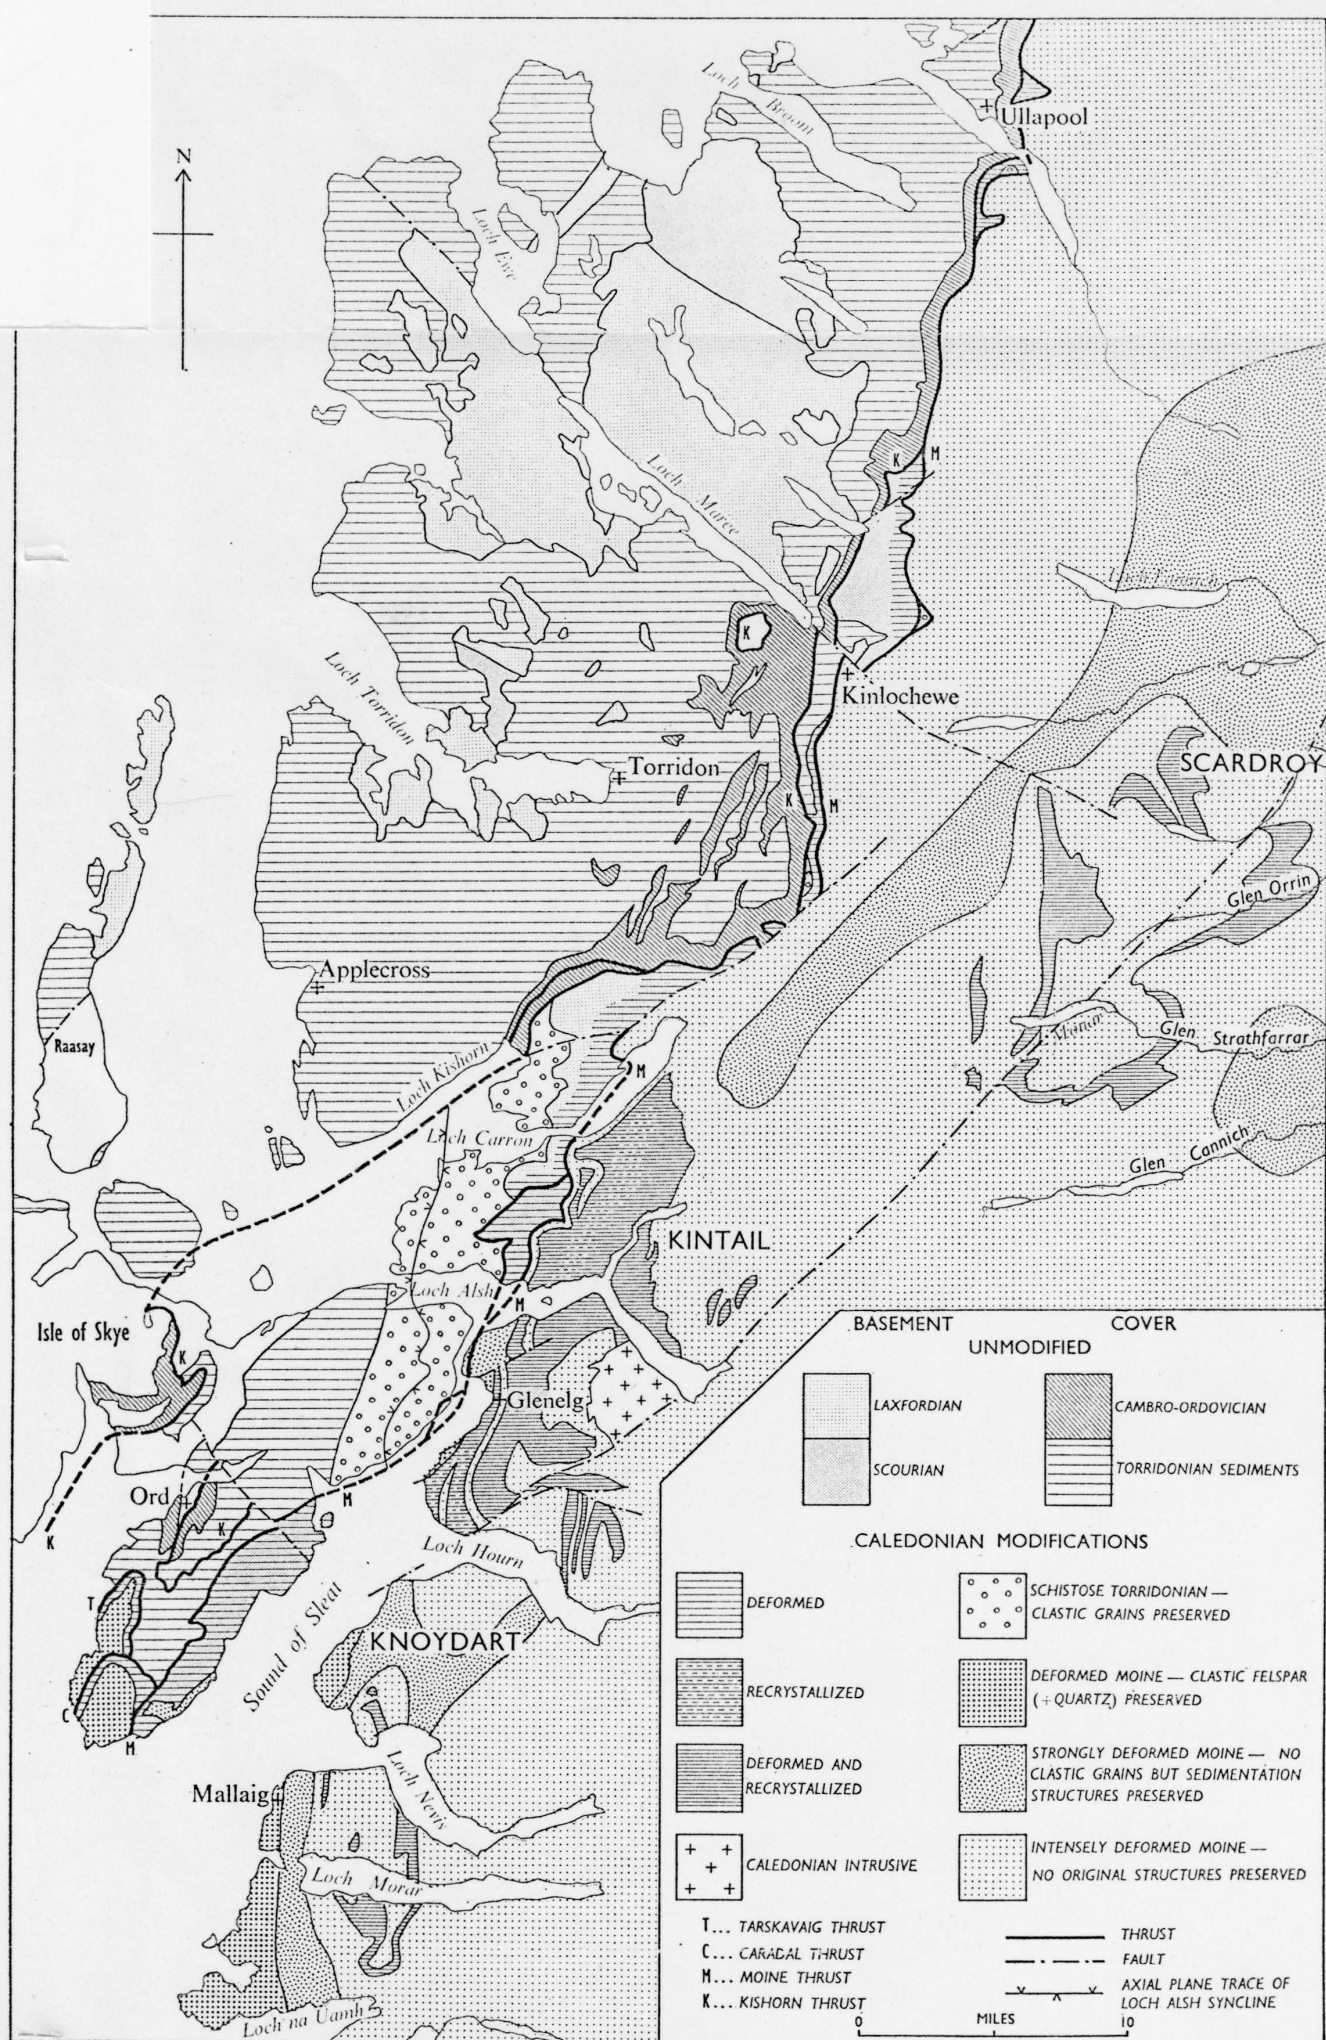 N
Loch Broom
Ullapool
Loch Ewe
K
M
Loch Maree
K
Kinlochewe
Loch Torridon
SCARDROY
Torridon
K
M
Glen Orrin
Applecross
Monar
Glen Strathfarrar
Raasay
M
Loch Kishorn
Loch Carron
Glen Cannich
KINTAIL
Loch Alsh
M
Isle of Skye
K
Glenelg
M
Ord
K
K
Loch Hourn
T
Sound of Sleat
KNOYDART
C
M
Mallaig
Loch Nevis
Loch Morar
Loch na Uamh
BASEMENT COVER
UNMODIFIED
LAXFORDIAN CAMBRO-ORDOVICIAN
SCOURIAN TORRIDONIAN SEDIMENTS
CALEDONIAN MODIFICATIONS
DEFORMED
SCHISTOSE TORRIDONIAN —
CLASTIC GRAINS PRESERVED
RECRYSTALLIZED
DEFORMED MOINE — CLASTIC FELSPAR
(+QUARTZ) PRESERVED
DEFORMED AND
RECRYSTALLIZED
STRONGLY DEFORMED MOINE — NO
CLASTIC GRAINS BUT SEDIMENTATION
STRUCTURES PRESERVED
CALEDONIAN INTRUSIVE
INTENSELY DEFORMED MOINE —
NO ORIGINAL STRUCTURES PRESERVED
T... TARSKAVAIG THRUST
C... CARADAL THRUST
M... MOINE THRUST
K... KISHORN THRUST
THRUST
FAULT
AXIAL PLANE TRACE OF
LOCH ALSH SYNCLINE
0 MILES 10